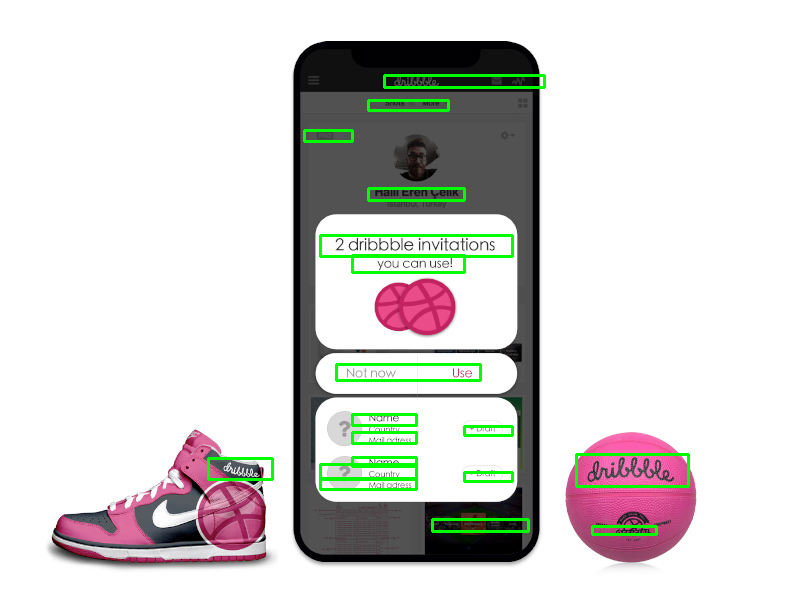 dribbble
Shots More
Halil Eren Çelik
Istanbul, Turkey
2 dribbble invitations
you can use!
Not now Use
Name
Country + Draft
Mail adress
Name
Country Draft
Mail adress
dribbble
dribbble